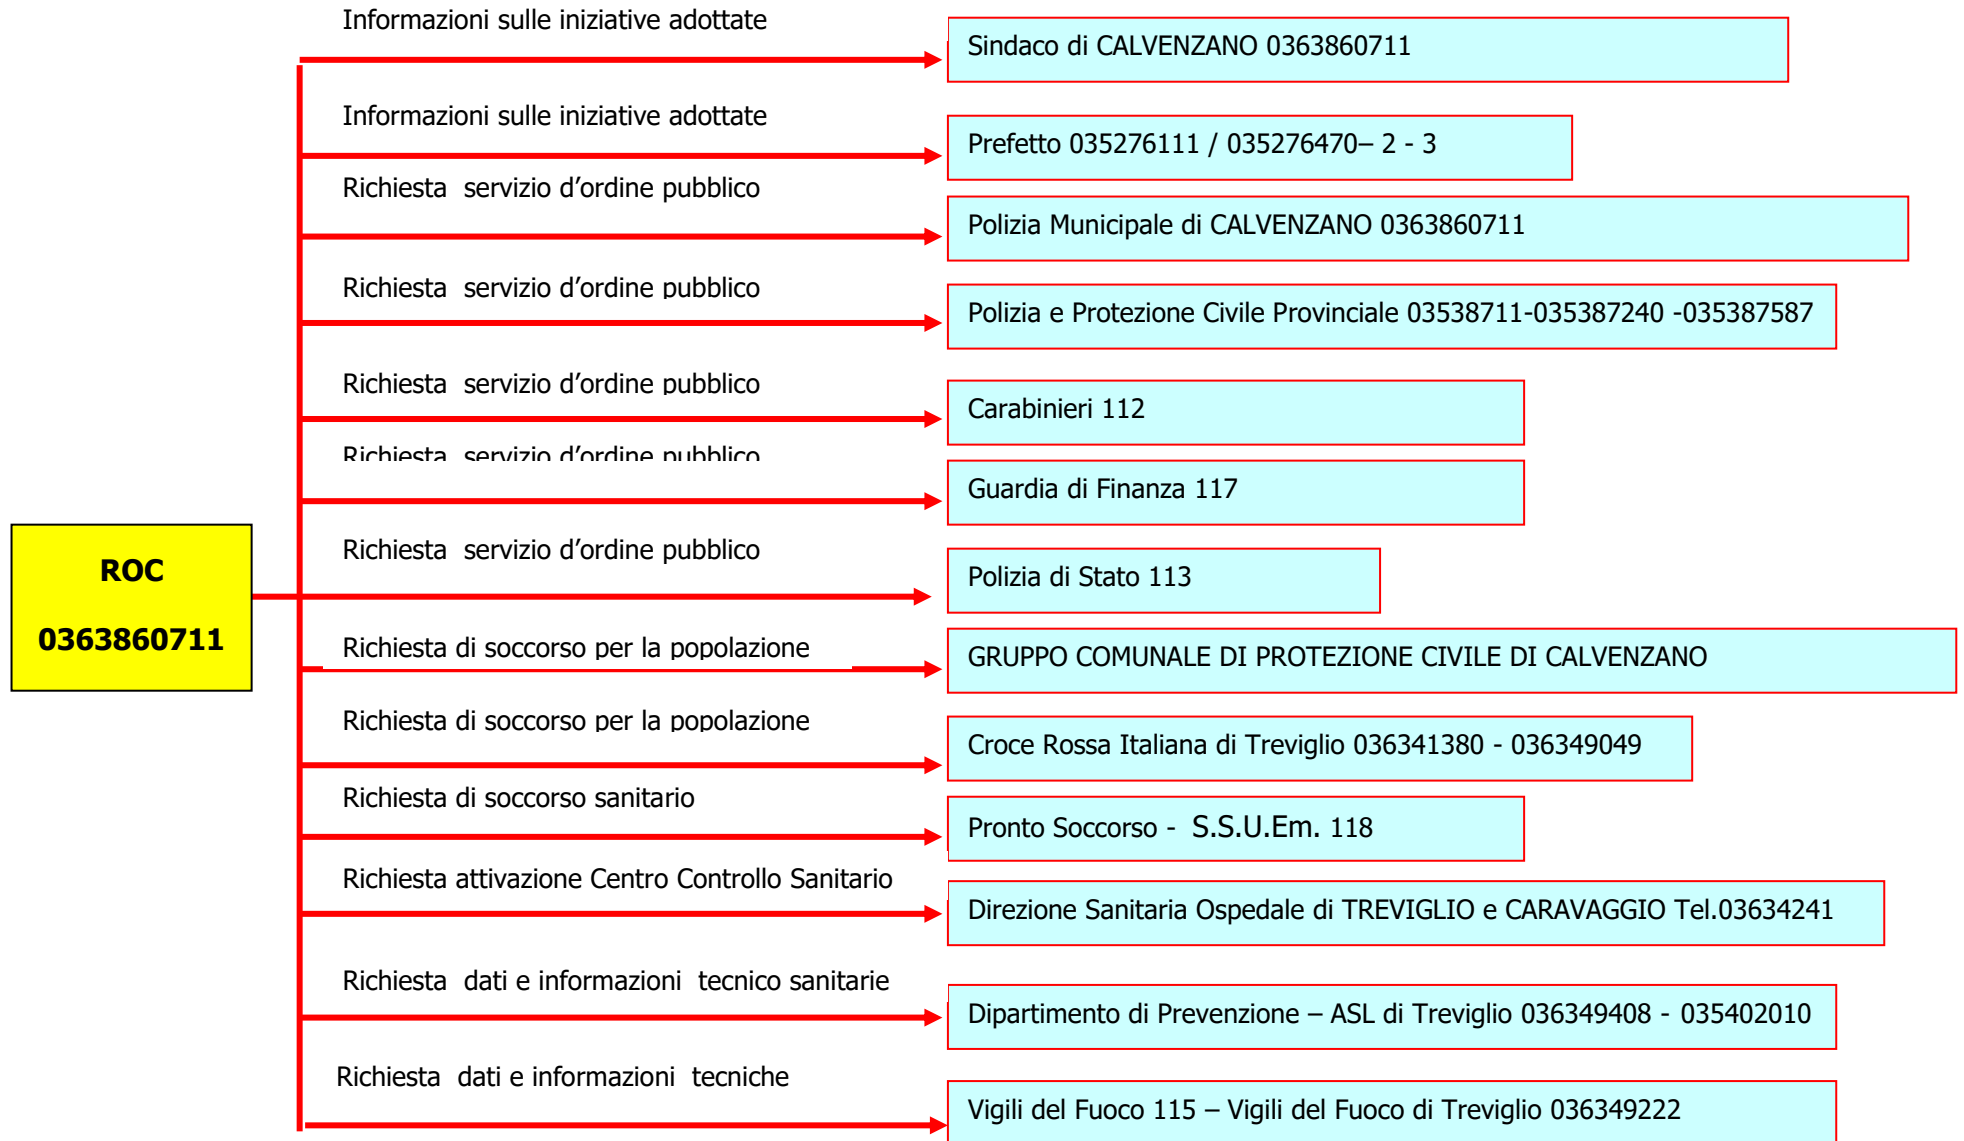 Informazioni sulle iniziative adottate
Sindaco di CALVENZANO 0363860711
Informazioni sulle iniziative adottate
Prefetto 035276111 / 035276470– 2 - 3
Richiesta  servizio d’ordine pubblico
Polizia Municipale di CALVENZANO 0363860711
Richiesta  servizio d’ordine pubblico
Polizia e Protezione Civile Provinciale 03538711-035387240 -035387587
Richiesta  servizio d’ordine pubblico
Carabinieri 112
Richiesta  servizio d’ordine pubblico
Guardia di Finanza 117
Richiesta  servizio d’ordine pubblico
Polizia di Stato 113
ROC
0363860711
Richiesta di soccorso per la popolazione
GRUPPO COMUNALE DI PROTEZIONE CIVILE DI CALVENZANO
Richiesta di soccorso per la popolazione
Croce Rossa Italiana di Treviglio 036341380 - 036349049
Richiesta di soccorso sanitario
Pronto Soccorso -  S.S.U.Em. 118
Richiesta attivazione Centro Controllo Sanitario
Direzione Sanitaria Ospedale di TREVIGLIO e CARAVAGGIO Tel.03634241
Richiesta  dati e informazioni  tecnico sanitarie
Dipartimento di Prevenzione – ASL di Treviglio 036349408 - 035402010
Richiesta  dati e informazioni  tecniche
Vigili del Fuoco 115 – Vigili del Fuoco di Treviglio 036349222